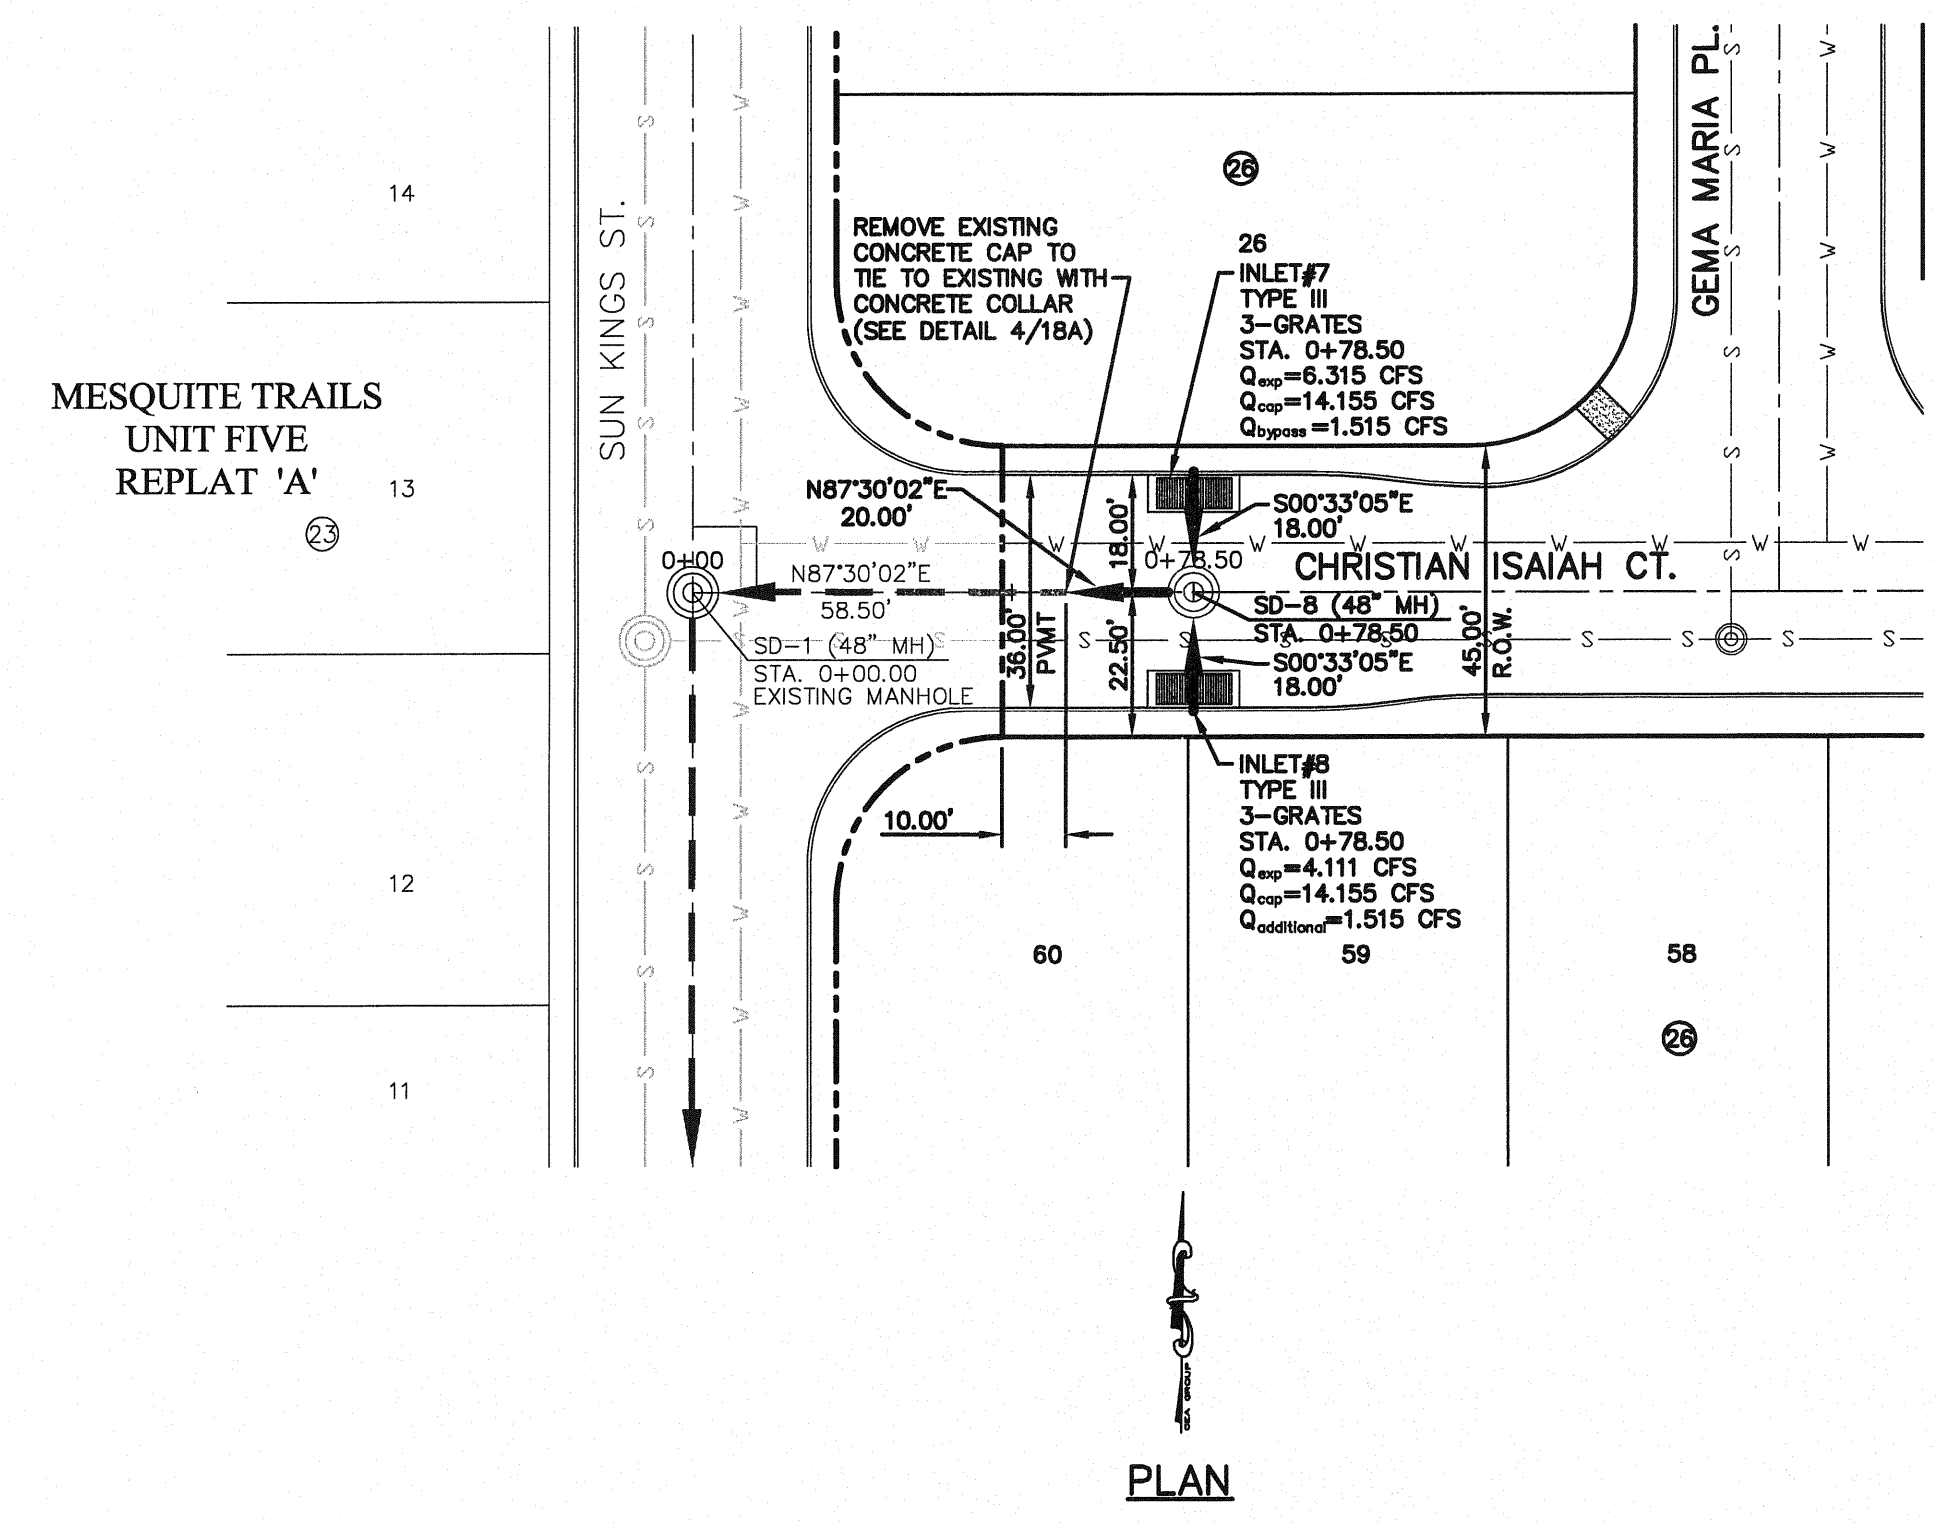 MESQUITE TRAILS
UNIT FIVE
REPLAT 'A'
23
14
13
12
11
SUN KINGS ST.
GEMA MARIA PL.
26
REMOVE EXISTING
CONCRETE CAP TO
TIE TO EXISTING WITH
CONCRETE COLLAR
(SEE DETAIL 4/18A)
26
INLET#7
TYPE III
3-GRATES
STA. 0+78.50
Qexp=6.315 CFS
Qcap=14.155 CFS
Qbypass=1.515 CFS
N87°30'02"E
20.00'
S00°33'05"E
18.00'
18.00'
0+00
0+78.50
N87°30'02"E
58.50'
CHRISTIAN ISAIAH CT.
SD-8 (48" MH)
STA. 0+78.50
SD-1 (48" MH)
STA. 0+00.00
EXISTING MANHOLE
36.00'
PVMT
22.50'
45.00'
R.O.W.
S00°33'05"E
18.00'
INLET#8
TYPE III
3-GRATES
STA. 0+78.50
Qexp=4.111 CFS
Qcap=14.155 CFS
Qadditional=1.515 CFS
10.00'
60
59
58
26
W W W W W W W W W W W
S S S S S S S S
CEA GROUP
PLAN